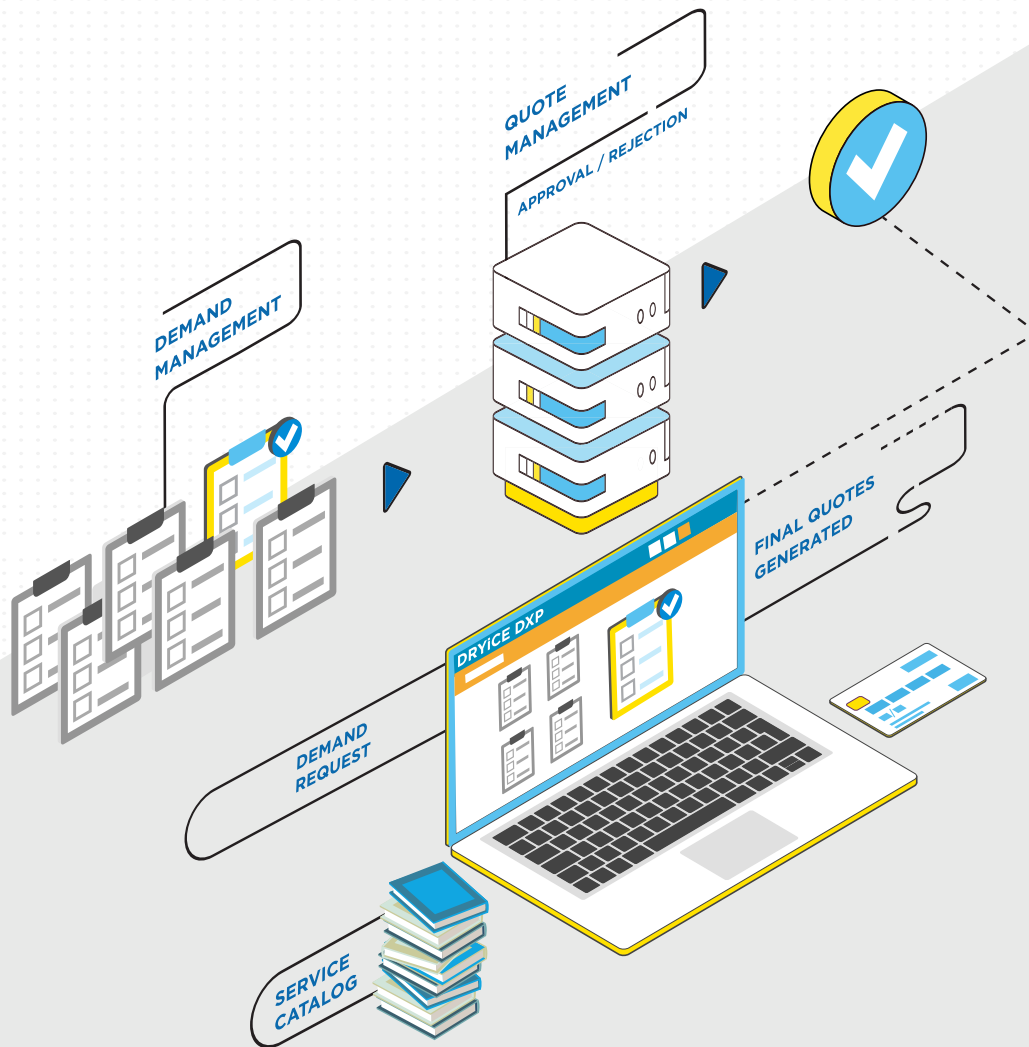 QUOTE
MANAGEMENT
APPROVAL / REJECTION
DEMAND
MANAGEMENT
FINAL QUOTES
GENERATED
DRYiCE DXP
DEMAND
REQUEST
SERVICE
CATALOG